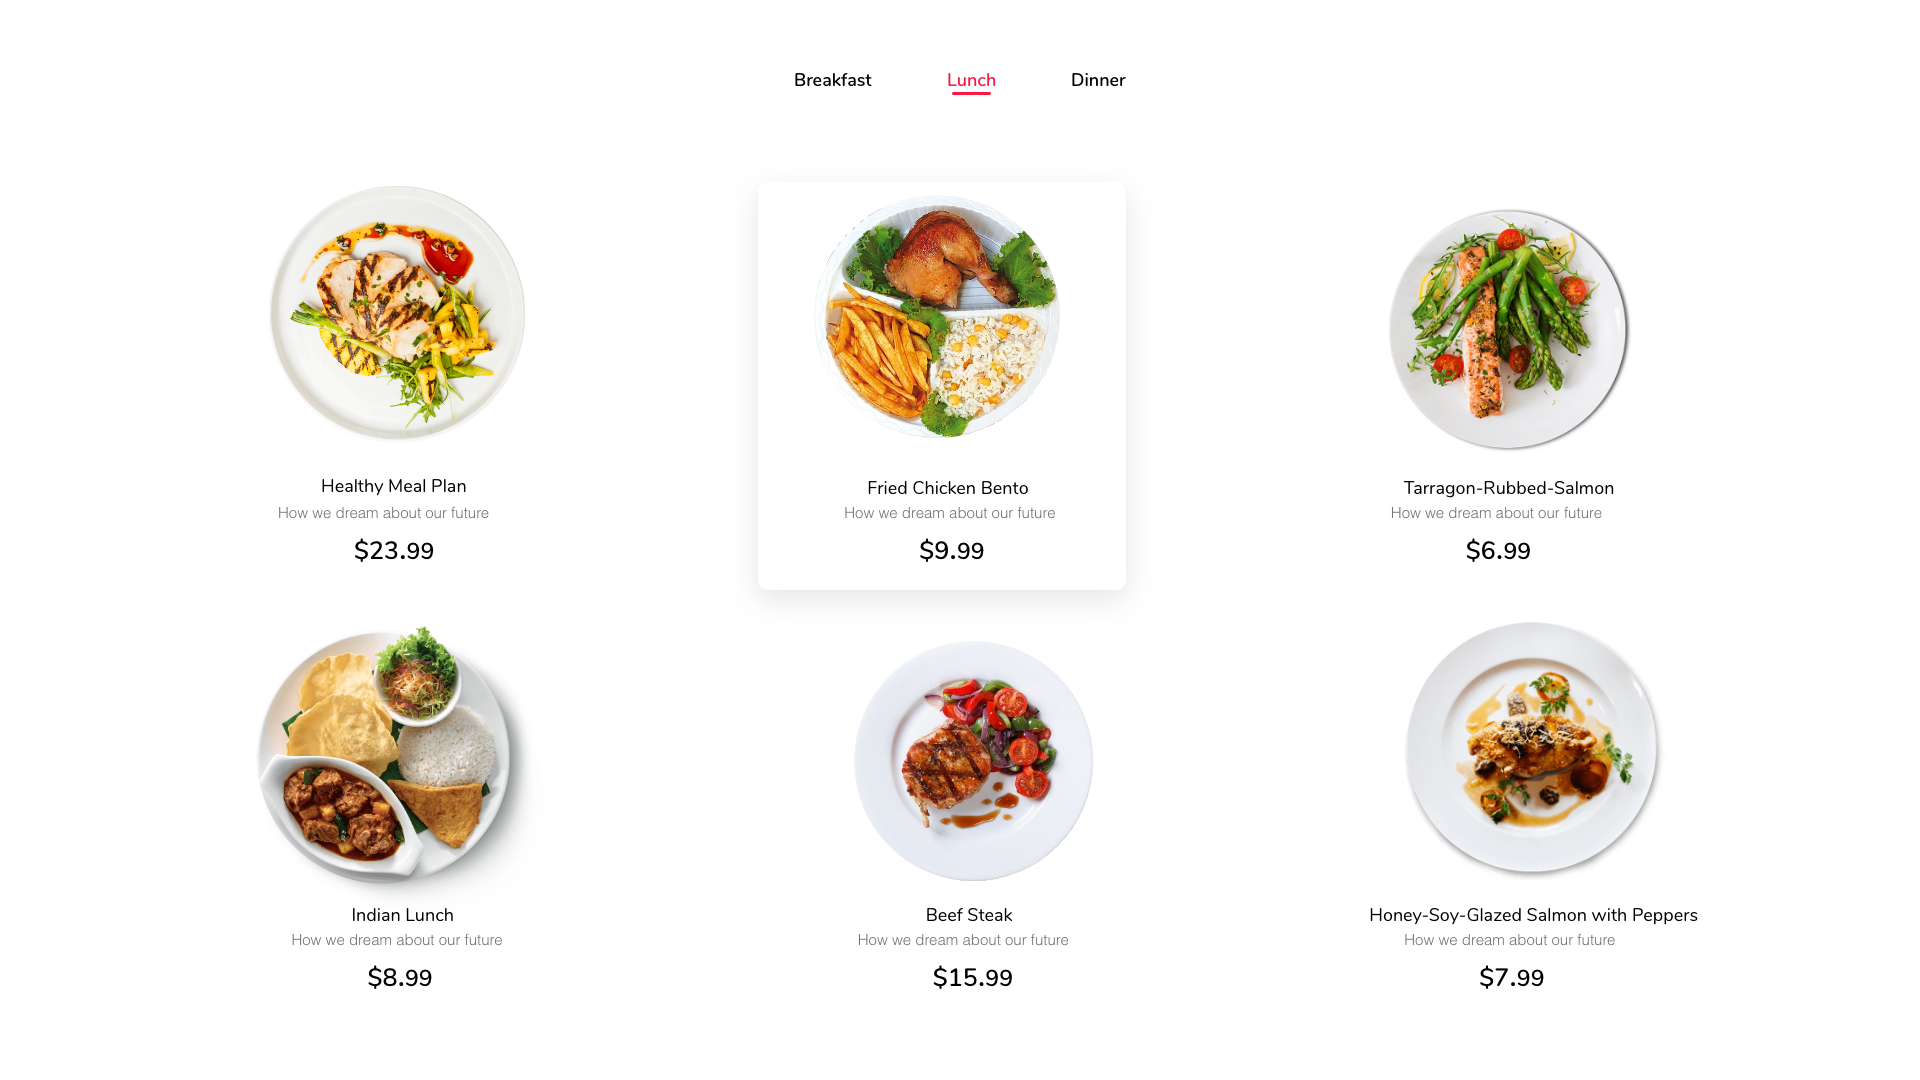 Breakfast
Lunch
Dinner
Healthy Meal Plan
How we dream about our future
$23.99
Fried Chicken Bento
How we dream about our future
$9.99
Tarragon-Rubbed-Salmon
How we dream about our future
$6.99
Indian Lunch
How we dream about our future
$8.99
Beef Steak
How we dream about our future
$15.99
Honey-Soy-Glazed Salmon with Peppers
How we dream about our future
$7.99